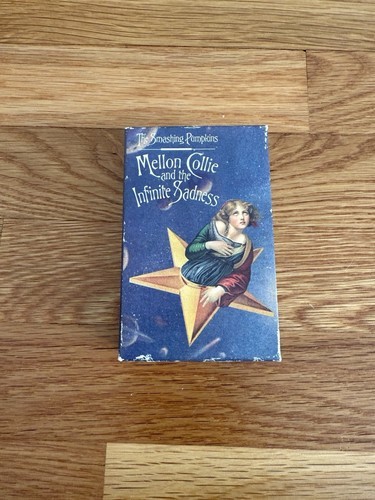 The Smashing Pumpkins
Mellon Collie
and the
Infinite Sadness